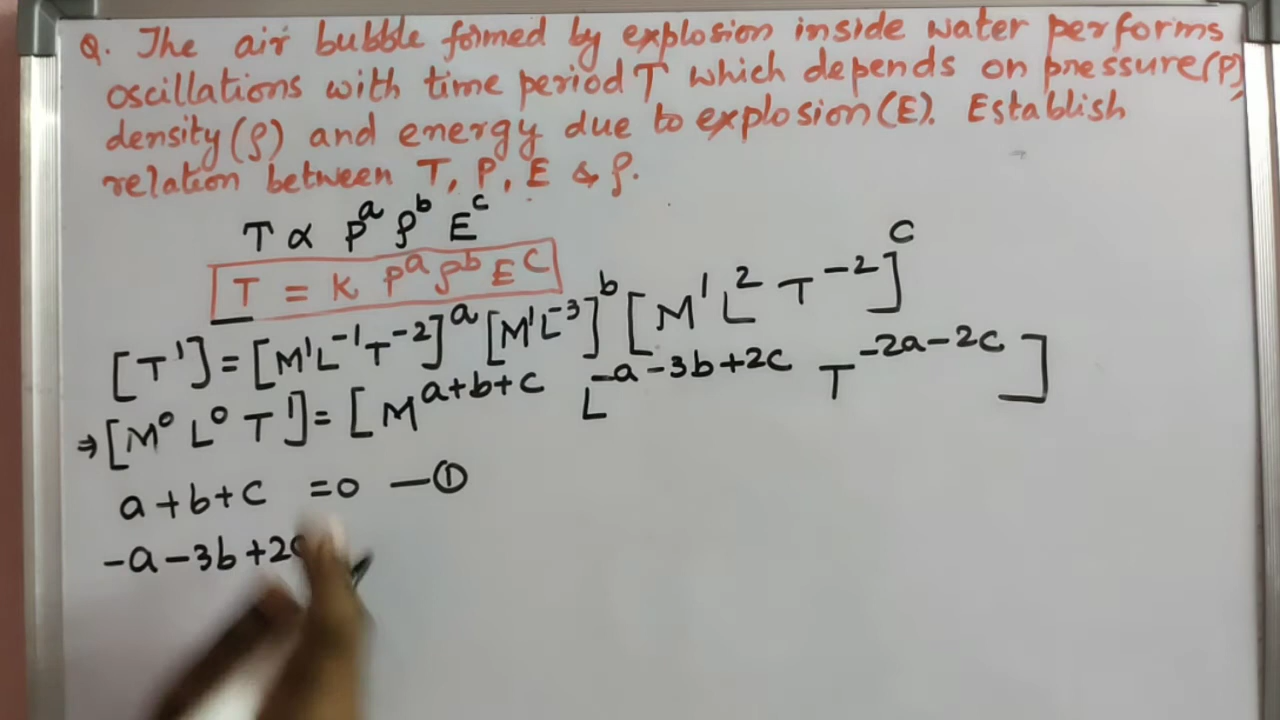 Q. The air bubble formed by explosion inside water performs
oscillations with time period T which depends on pressure(P),
density(ρ) and energy due to explosion(E). Establish
relation between T, P, E & ρ.
T ∝ P^a ρ^b E^c
T = K P^a ρ^b E^c
[T^1] = [M^1 L^-1 T^-2]^a [M^1 L^-3]^b [M^1 L^2 T^-2]^c
⇒ [M^0 L^0 T^1] = [M^a+b+c L^-a-3b+2c T^-2a-2c]
a+b+c = 0 — ①
-a-3b+2c